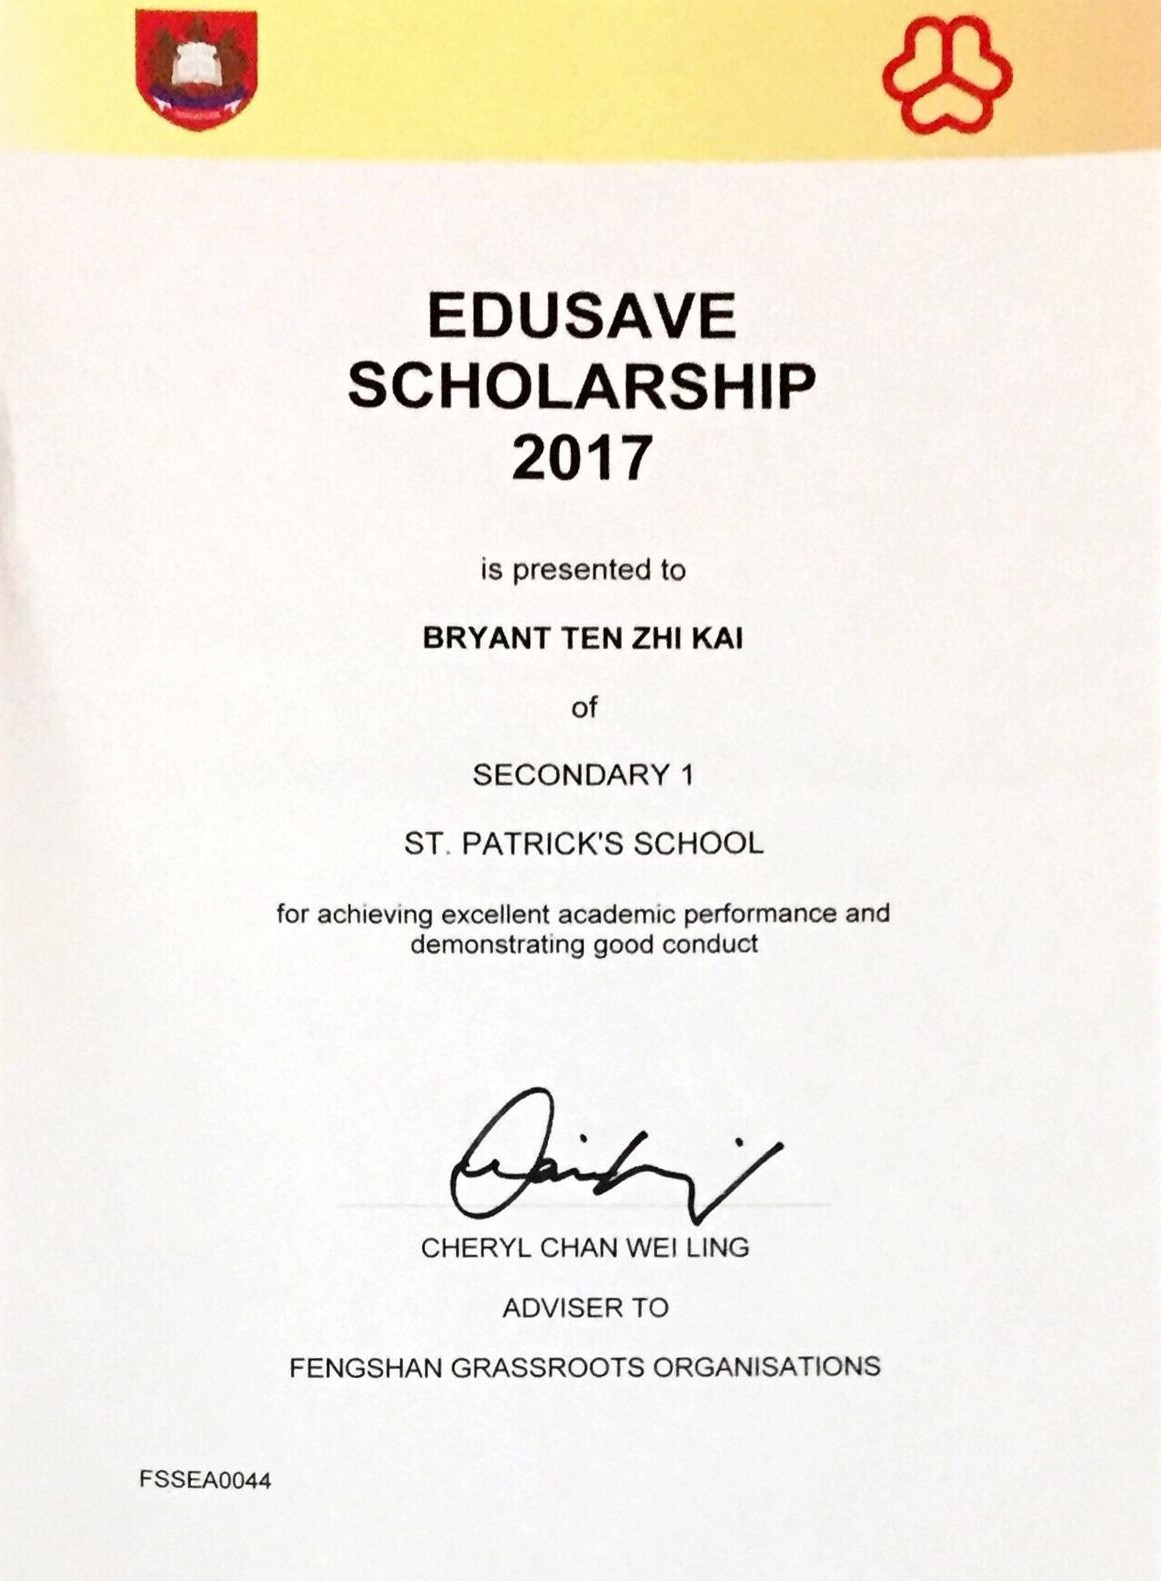 EDUSAVE
SCHOLARSHIP
2017
is presented to
BRYANT TEN ZHI KAI
of
SECONDARY 1
ST. PATRICK'S SCHOOL
for achieving excellent academic performance and
demonstrating good conduct
CHERYL CHAN WEI LING
ADVISER TO
FENGSHAN GRASSROOTS ORGANISATIONS
FSSEA0044